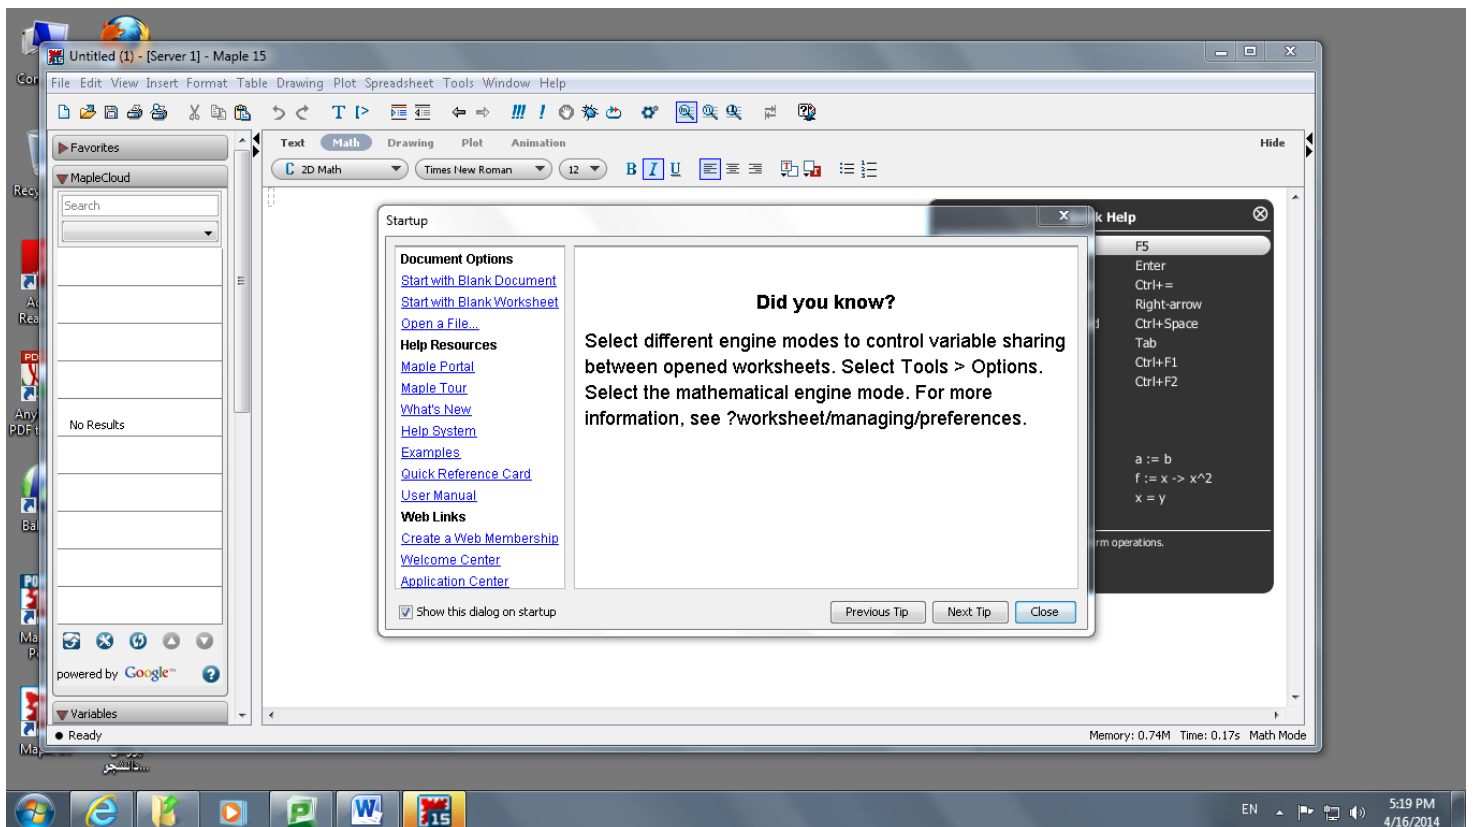 Untitled (1) - [Server 1] - Maple 15
File Edit View Insert Format Table Drawing Plot Spreadsheet Tools Window Help
Favorites
MapleCloud
Search
No Results
powered by Google™
Variables
Ready
Text Math Drawing Plot Animation Hide
C 2D Math Times New Roman 12 B I U
Startup
Document Options
Start with Blank Document
Start with Blank Worksheet
Open a File...
Help Resources
Maple Portal
Maple Tour
What's New
Help System
Examples
Quick Reference Card
User Manual
Web Links
Create a Web Membership
Welcome Center
Application Center
Did you know?
Select different engine modes to control variable sharing
between opened worksheets. Select Tools > Options.
Select the mathematical engine mode. For more
information, see ?worksheet/managing/preferences.
Show this dialog on startup
Previous Tip Next Tip Close
k Help
F5
Enter
Ctrl+=
Right-arrow
Ctrl+Space
Tab
Ctrl+F1
Ctrl+F2
a := b
f := x -> x^2
x = y
rm operations.
Memory: 0.74M Time: 0.17s Math Mode
EN
5:19 PM
4/16/2014